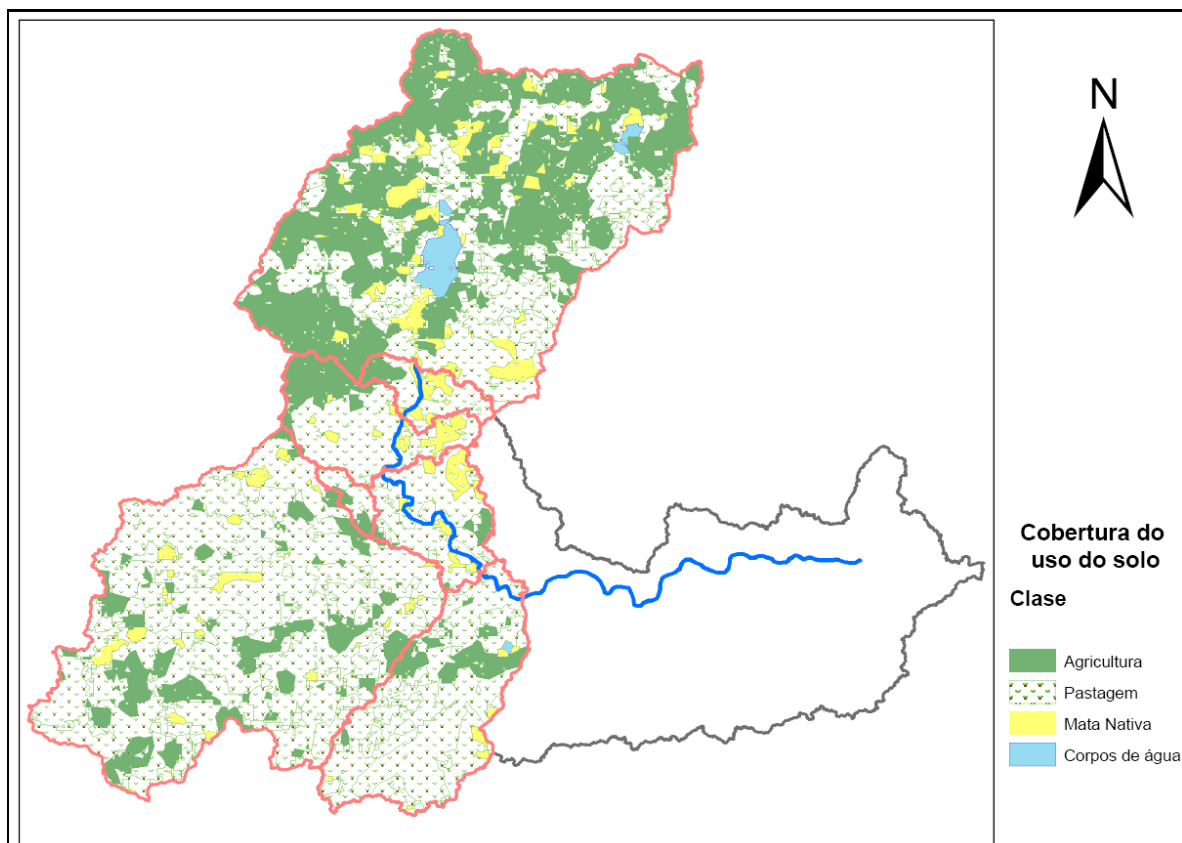 N
Cobertura do
uso do solo
Clase
Agricultura
Pastagem
Mata Nativa
Corpos de água